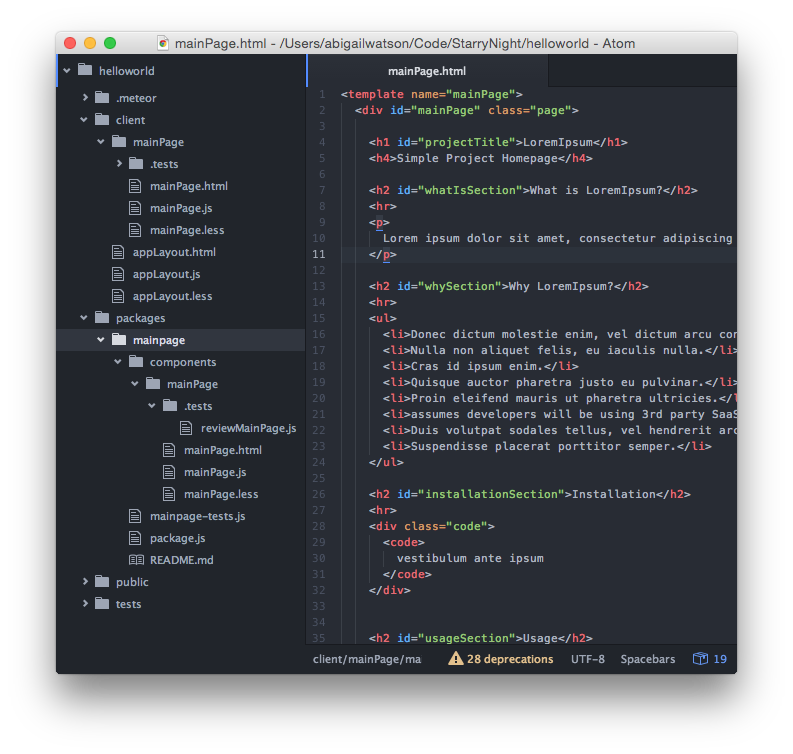 mainPage.html - /Users/abigailwatson/Code/StarryNight/helloworld - Atom
helloworld
.meteor
client
mainPage
.tests
mainPage.html
mainPage.js
mainPage.less
appLayout.html
appLayout.js
appLayout.less
packages
mainpage
components
mainPage
.tests
reviewMainPage.js
mainPage.html
mainPage.js
mainPage.less
mainpage-tests.js
package.js
README.md
public
tests
mainPage.html
1 <template name="mainPage">
2 <div id="mainPage" class="page">
3
4 <h1 id="projectTitle">LoremIpsum</h1>
5 <h4>Simple Project Homepage</h4>
6
7 <h2 id="whatIsSection">What is LoremIpsum?</h2>
8 <hr>
9 <p>
10 Lorem ipsum dolor sit amet, consectetur adipiscing
11 </p>
12
13 <h2 id="whySection">Why LoremIpsum?</h2>
14 <hr>
15 <ul>
16 <li>Donec dictum molestie enim, vel dictum arcu con
17 <li>Nulla non aliquet felis, eu iaculis nulla.</li>
18 <li>Cras id ipsum enim.</li>
19 <li>Quisque auctor pharetra justo eu pulvinar.</li>
20 <li>Proin eleifend mauris ut pharetra ultricies.</l
21 <li>assumes developers will be using 3rd party SaaS
22 <li>Duis volutpat sodales tellus, vel hendrerit arc
23 <li>Suspendisse placerat porttitor semper.</li>
24 </ul>
25
26 <h2 id="installationSection">Installation</h2>
27 <hr>
28 <div class="code">
29 <code>
30 vestibulum ante ipsum
31 </code>
32 </div>
33
34
35 <h2 id="usageSection">Usage</h2>
client/mainPage/ma 28 deprecations UTF-8 Spacebars 19